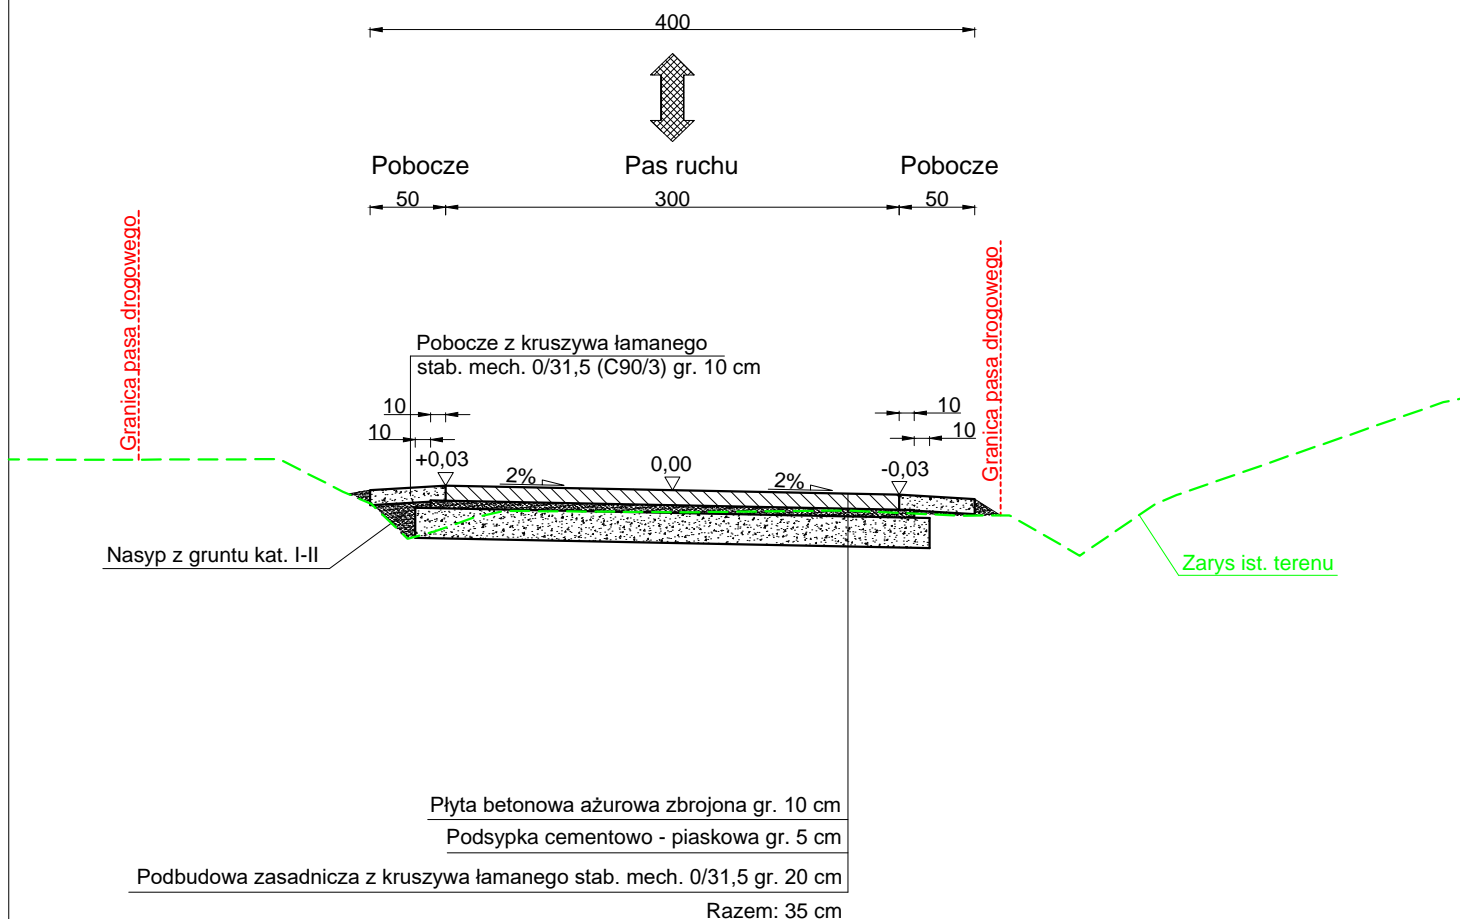 400
Pobocze
Pas ruchu
Pobocze
50
300
50
Granica pasa drogowego
Granica pasa drogowego
Pobocze z kruszywa łamanego
stab. mech. 0/31,5 (C90/3) gr. 10 cm
10
10
10
10
+0,03
2%
0,00
2%
-0,03
Nasyp z gruntu kat. I-II
Zarys ist. terenu
Płyta betonowa ażurowa zbrojona gr. 10 cm
Podsypka cementowo - piaskowa gr. 5 cm
Podbudowa zasadnicza z kruszywa łamanego stab. mech. 0/31,5 gr. 20 cm
Razem: 35 cm